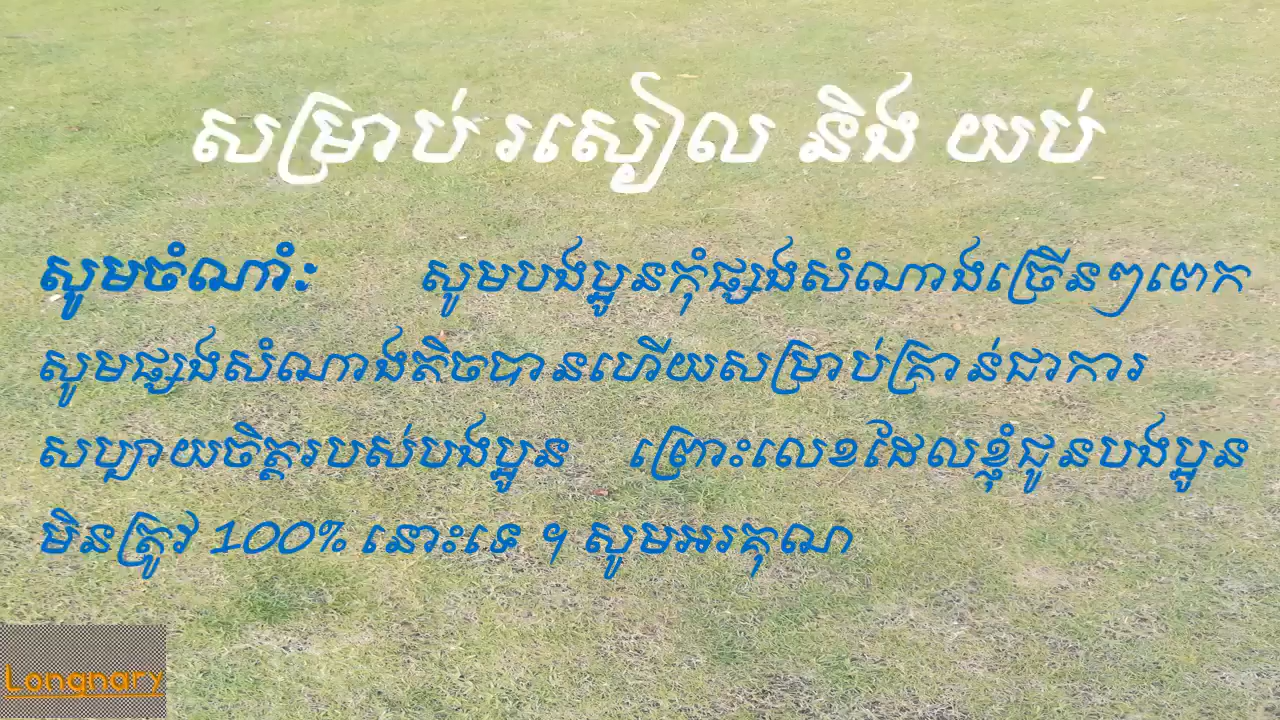 សម្រាប់ រសៀល និង យប់
សូមចំណាំ៖ សូមបងប្អូនកុំផ្សងសំណាងច្រើនៗពេក
សូមផ្សងសំណាងតិចបានហើយសម្រាប់គ្រាន់ជាការ
សប្បាយចិត្តរបស់បងប្អូន ព្រោះលេខដែលខ្ញុំជូនបងប្អូន
មិនត្រូវ 100% នោះទេ ។ សូមអរគុណ
Longnary